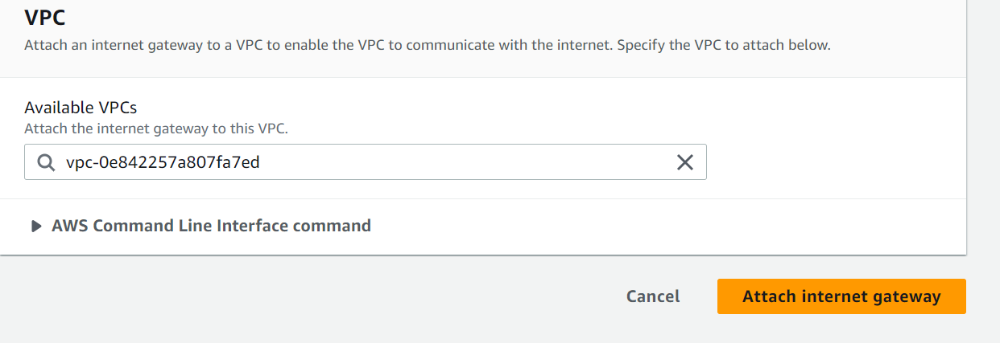 VPC
Attach an internet gateway to a VPC to enable the VPC to communicate with the internet. Specify the VPC to attach below.
Available VPCs
Attach the internet gateway to this VPC.
vpc-0e842257a807fa7ed
AWS Command Line Interface command
Cancel
Attach internet gateway